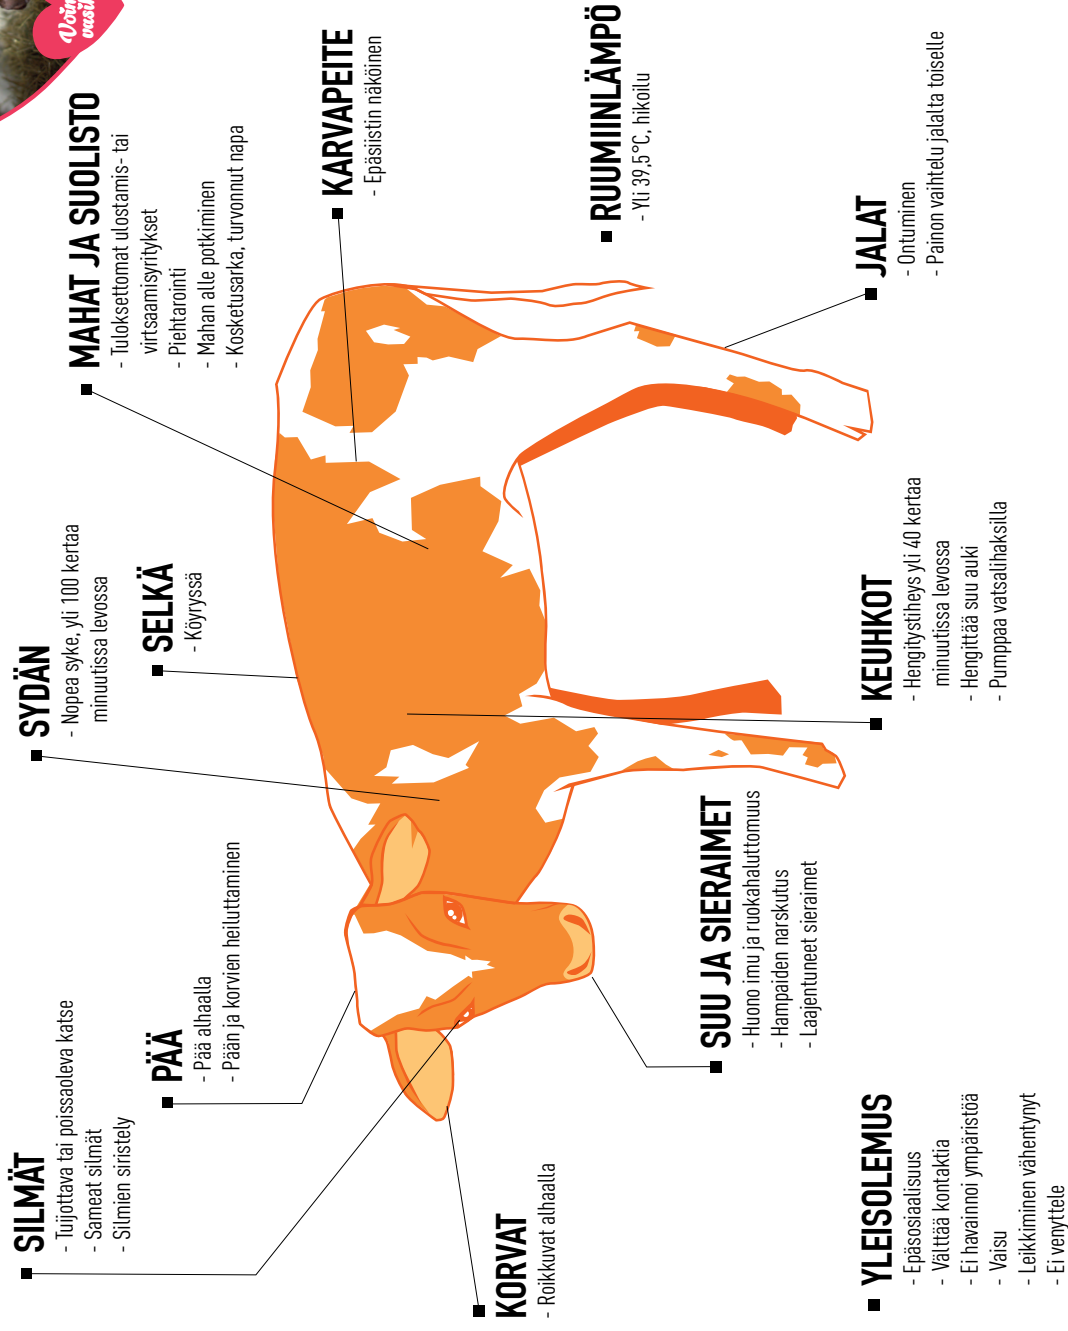 SILMÄT
- Tuijottava tai poissaoleva katse
- Sameat silmät
- Silmien siristely
PÄÄ
- Pää alhaalla
- Pään ja korvien heiluttaminen
SYDÄN
- Nopea syke, yli 100 kertaa
minuutissa levossa
SELKÄ
- Köyryssä
MAHAT JA SUOLISTO
- Tuloksettomat ulostamis- tai
virtsaamisyritykset
- Piehtarointi
- Mahan alle potkiminen
- Kosketusarka, turvonnut napa
KARVAPEITE
- Epäsiistin näköinen
RUUMIINLÄMPÖ
- Yli 39,5°C, hikoilu
JALAT
- Ontuminen
- Painon vaihtelu jalalta toiselle
KEUHKOT
- Hengitystiheys yli 40 kertaa
minuutissa levossa
- Hengittää suu auki
- Pumppaa vatsalihaksilla
SUU JA SIERAIMET
- Huono imu ja ruokahaluttomuus
- Hampaiden narskutus
- Laajentuneet sieraimet
KORVAT
- Roikkuvat alhaalla
YLEISOLEMUS
- Epäsosiaalisuus
- Välttää kontaktia
- Ei havainnoi ympäristöä
- Vaisu
- Leikkiminen vähentynyt
- Ei venyttele